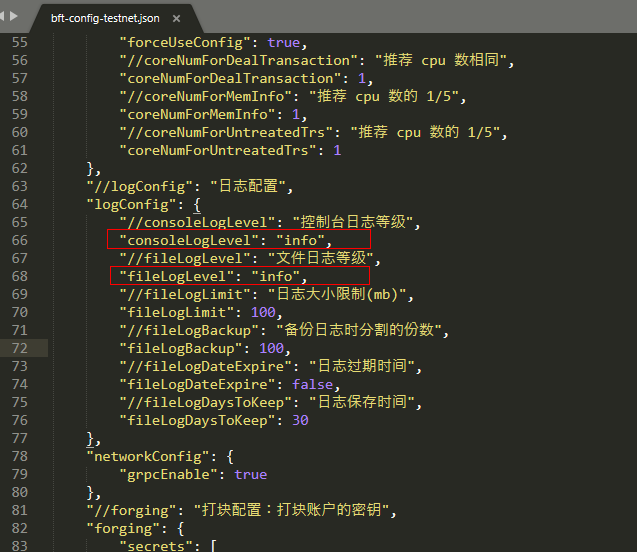 bft-config-testnet.json ×
55 "forceUseConfig": true,
56 "//coreNumForDealTransaction": "推荐 cpu 数相同",
57 "coreNumForDealTransaction": 1,
58 "//coreNumForMemInfo": "推荐 cpu 数的 1/5",
59 "coreNumForMemInfo": 1,
60 "//coreNumForUntreatedTrs": "推荐 cpu 数的 1/5",
61 "coreNumForUntreatedTrs": 1
62 },
63 "//logConfig": "日志配置",
64 "logConfig": {
65 "//consoleLogLevel": "控制台日志等级",
66 "consoleLogLevel": "info",
67 "//fileLogLevel": "文件日志等级",
68 "fileLogLevel": "info",
69 "//fileLogLimit": "日志大小限制(mb)",
70 "fileLogLimit": 100,
71 "//fileLogBackup": "备份日志时分割的份数",
72 "fileLogBackup": 100,
73 "//fileLogDateExpire": "日志过期时间",
74 "fileLogDateExpire": false,
75 "//fileLogDaysToKeep": "日志保存时间",
76 "fileLogDaysToKeep": 30
77 },
78 "networkConfig": {
79 "grpcEnable": true
80 },
81 "//forging": "打块配置：打块账户的密钥",
82 "forging": {
83 "secrets": [